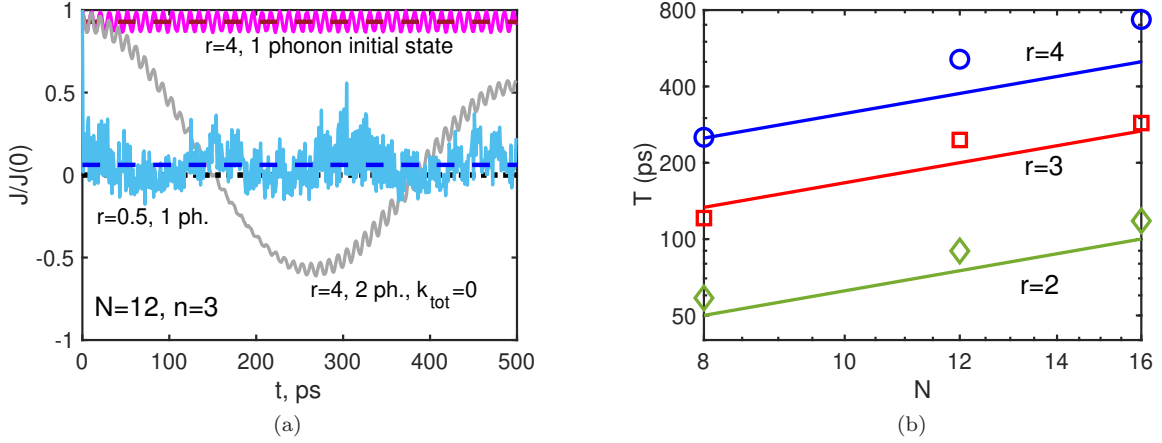 1
0.5
0
-0.5
-1
J/J(0)
r=4, 1 phonon initial state
r=0.5, 1 ph.
r=4, 2 ph., k_tot=0
N=12, n=3
0 100 200 300 400 500
t, ps
(a)
800
400
200
100
50
T (ps)
r=4
r=3
r=2
8 10 12 14 16
N
(b)